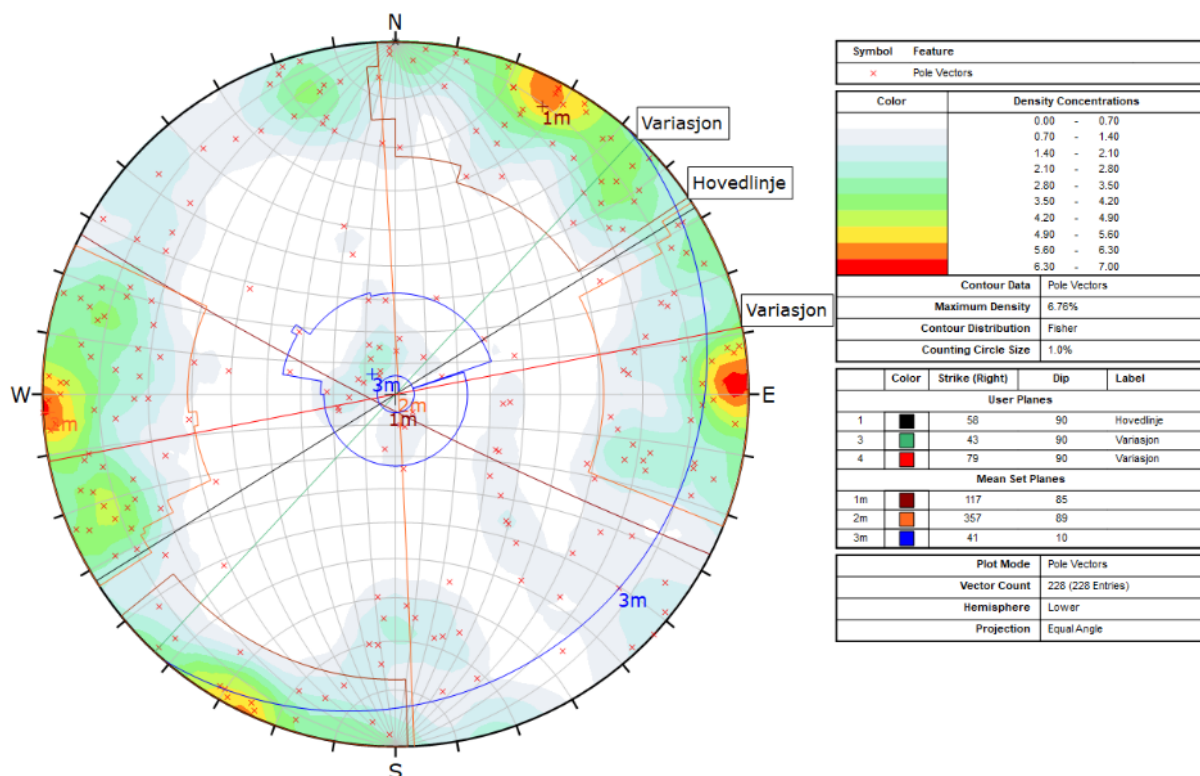 N
Variasjon
1m
Hovedlinje
Variasjon
W
E
3m
2m
2m
1m
3m
S
Symbol Feature
× Pole Vectors
Color Density Concentrations
0.00 - 0.70
0.70 - 1.40
1.40 - 2.10
2.10 - 2.80
2.80 - 3.50
3.50 - 4.20
4.20 - 4.90
4.90 - 5.60
5.60 - 6.30
6.30 - 7.00
Contour Data Pole Vectors
Maximum Density 6.76%
Contour Distribution Fisher
Counting Circle Size 1.0%
Color Strike (Right) Dip Label
User Planes
1 58 90 Hovedlinje
3 43 90 Variasjon
4 79 90 Variasjon
Mean Set Planes
1m 117 85
2m 357 89
3m 41 10
Plot Mode Pole Vectors
Vector Count 228 (228 Entries)
Hemisphere Lower
Projection Equal Angle